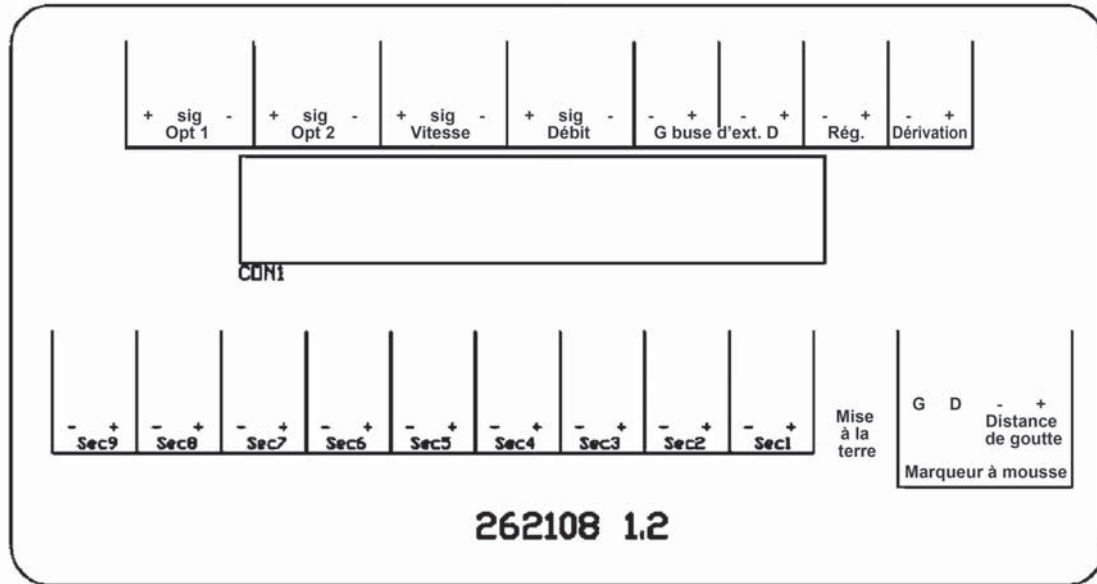 + sig - + sig - + sig - + sig - - + - + - + - +
Opt 1 Opt 2 Vitesse Débit G buse d’ext. D Rég. Dérivation
CON1
- + - + - + - + - + - + - + - + - +
Sec9 Sec8 Sec7 Sec6 Sec5 Sec4 Sec3 Sec2 Sec1
Mise
à la
terre
G D - +
Distance
de goutte
Marqueur à mousse
262108 1.2